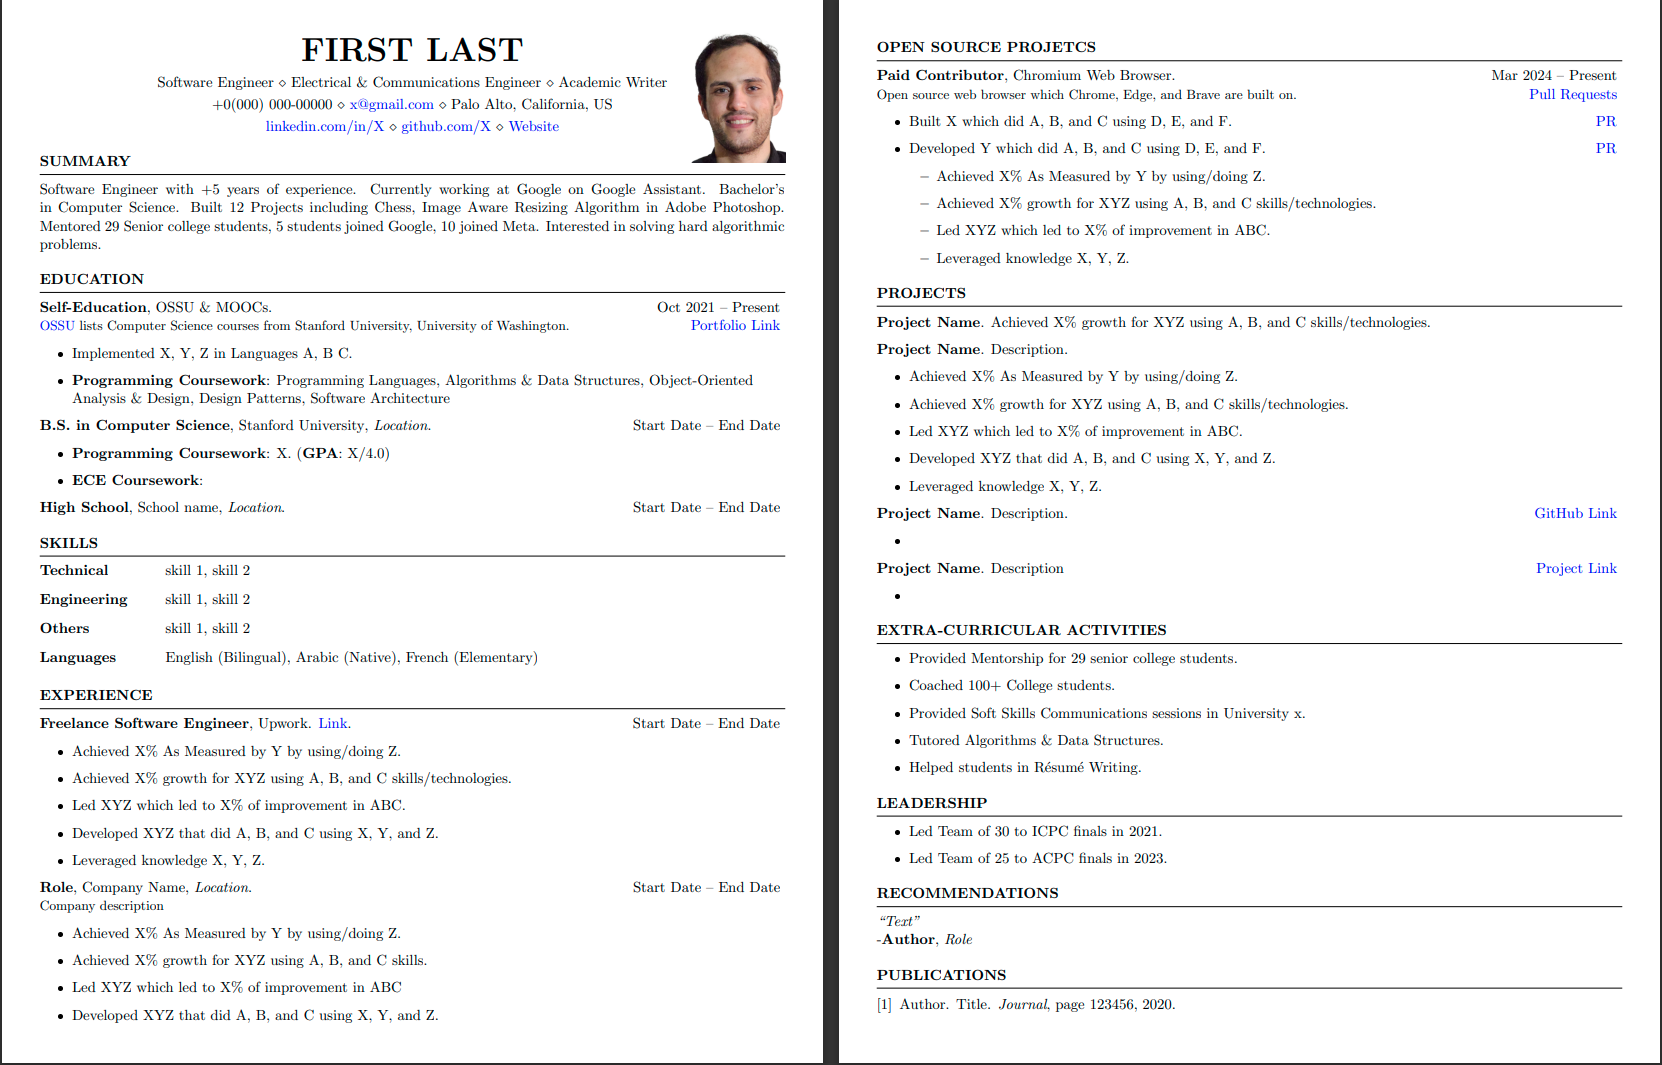 FIRST LAST
Software Engineer ⋄ Electrical & Communications Engineer ⋄ Academic Writer
+0(000) 000-00000 ⋄ x@gmail.com ⋄ Palo Alto, California, US
linkedin.com/in/X ⋄ github.com/X ⋄ Website
SUMMARY
Software Engineer with +5 years of experience. Currently working at Google on Google Assistant. Bachelor's
in Computer Science. Built 12 Projects including Chess, Image Aware Resizing Algorithm in Adobe Photoshop.
Mentored 29 Senior college students, 5 students joined Google, 10 joined Meta. Interested in solving hard algorithmic
problems.
EDUCATION
Self-Education, OSSU & MOOCs. Oct 2021 – Present
OSSU lists Computer Science courses from Stanford University, University of Washington. Portfolio Link
• Implemented X, Y, Z in Languages A, B C.
• Programming Coursework: Programming Languages, Algorithms & Data Structures, Object-Oriented
Analysis & Design, Design Patterns, Software Architecture
B.S. in Computer Science, Stanford University, Location. Start Date – End Date
• Programming Coursework: X. (GPA: X/4.0)
• ECE Coursework:
High School, School name, Location. Start Date – End Date
SKILLS
Technical skill 1, skill 2
Engineering skill 1, skill 2
Others skill 1, skill 2
Languages English (Bilingual), Arabic (Native), French (Elementary)
EXPERIENCE
Freelance Software Engineer, Upwork. Link. Start Date – End Date
• Achieved X% As Measured by Y by using/doing Z.
• Achieved X% growth for XYZ using A, B, and C skills/technologies.
• Led XYZ which led to X% of improvement in ABC.
• Developed XYZ that did A, B, and C using X, Y, and Z.
• Leveraged knowledge X, Y, Z.
Role, Company Name, Location. Start Date – End Date
Company description
• Achieved X% As Measured by Y by using/doing Z.
• Achieved X% growth for XYZ using A, B, and C skills.
• Led XYZ which led to X% of improvement in ABC
• Developed XYZ that did A, B, and C using X, Y, and Z.
OPEN SOURCE PROJETCS
Paid Contributor, Chromium Web Browser. Mar 2024 – Present
Open source web browser which Chrome, Edge, and Brave are built on. Pull Requests
• Built X which did A, B, and C using D, E, and F. PR
• Developed Y which did A, B, and C using D, E, and F. PR
– Achieved X% As Measured by Y by using/doing Z.
– Achieved X% growth for XYZ using A, B, and C skills/technologies.
– Led XYZ which led to X% of improvement in ABC.
– Leveraged knowledge X, Y, Z.
PROJECTS
Project Name. Achieved X% growth for XYZ using A, B, and C skills/technologies.
Project Name. Description.
• Achieved X% As Measured by Y by using/doing Z.
• Achieved X% growth for XYZ using A, B, and C skills/technologies.
• Led XYZ which led to X% of improvement in ABC.
• Developed XYZ that did A, B, and C using X, Y, and Z.
• Leveraged knowledge X, Y, Z.
Project Name. Description. GitHub Link
•
Project Name. Description Project Link
•
EXTRA-CURRICULAR ACTIVITIES
• Provided Mentorship for 29 senior college students.
• Coached 100+ College students.
• Provided Soft Skills Communications sessions in University x.
• Tutored Algorithms & Data Structures.
• Helped students in Résumé Writing.
LEADERSHIP
• Led Team of 30 to ICPC finals in 2021.
• Led Team of 25 to ACPC finals in 2023.
RECOMMENDATIONS
“Text”
-Author, Role
PUBLICATIONS
[1] Author. Title. Journal, page 123456, 2020.